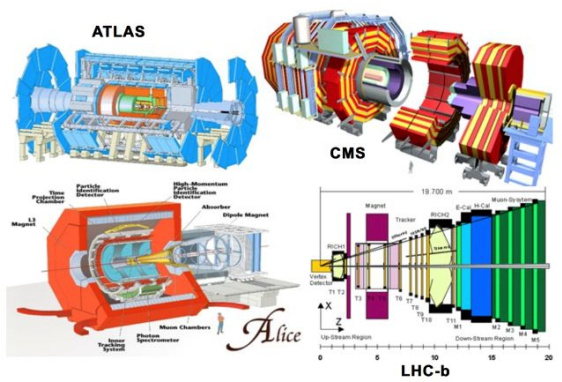 ATLAS
CMS
Time
Projection
Chamber
Particle
Identification
Detector
High-Momentum
Particle
Identification
Detector
Absorber
Dipole Magnet
L3
Magnet
Inner
Tracking
System
Photon
Spectrometer
Muon Chambers
Alice
19.700 m
Magnet
Tracker
RICH1
RICH2
E-Cal
H-Cal
Muon-System
Vertex
Detector
T1
T2
T3
T6
T7
T8
T9
T10
T11
M1
M2
M3
M4
M5
X
Z
Up-Stream Region
Down-Stream Region
0
5
10
15
20
LHC-b